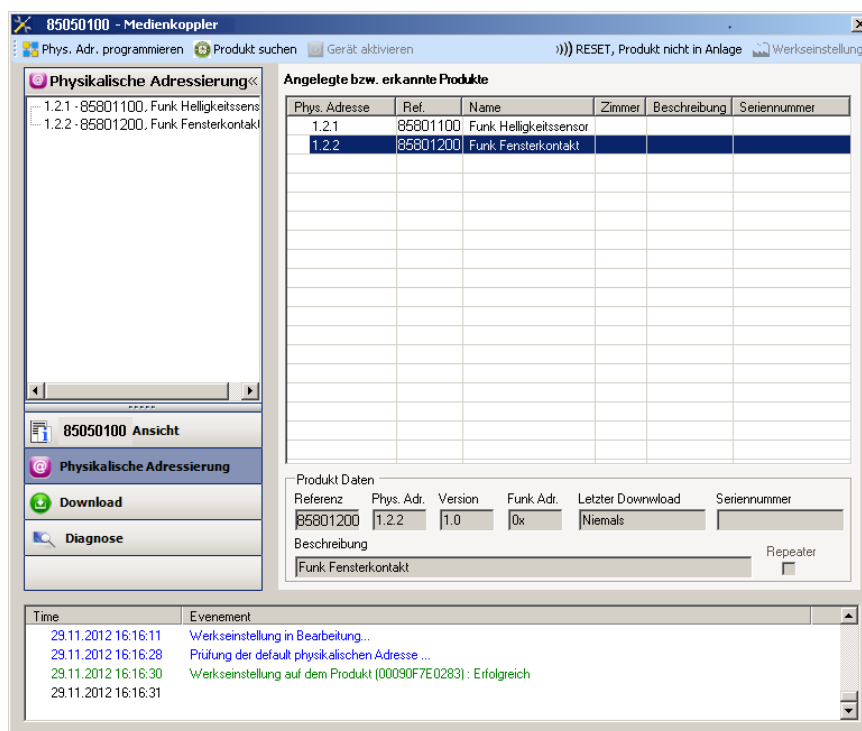 85050100 - Medienkoppler
Phys. Adr. programmieren Produkt suchen Gerät aktivieren ))) RESET, Produkt nicht in Anlage Werkseinstellung
Physikalische Adressierung«
1.2.1 - 85801100, Funk Helligkeitssens
1.2.2 - 85801200, Funk Fensterkontakt
85050100 Ansicht
Physikalische Adressierung
Download
Diagnose
Angelegte bzw. erkannte Produkte
Phys. Adresse Ref. Name Zimmer Beschreibung Seriennummer
1.2.1 85801100 Funk Helligkeitssensor
1.2.2 85801200 Funk Fensterkontakt
Produkt Daten
Referenz Phys. Adr. Version Funk Adr. Letzter Downwload Seriennummer
85801200 1.2.2 1.0 0x Niemals
Beschreibung
Repeater
Funk Fensterkontakt
Time Evenement
29.11.2012 16:16:11 Werkseinstellung in Bearbeitung...
29.11.2012 16:16:28 Prüfung der default physikalischen Adresse ...
29.11.2012 16:16:30 Werkseinstellung auf dem Produkt (00090F7E0283) : Erfolgreich
29.11.2012 16:16:31